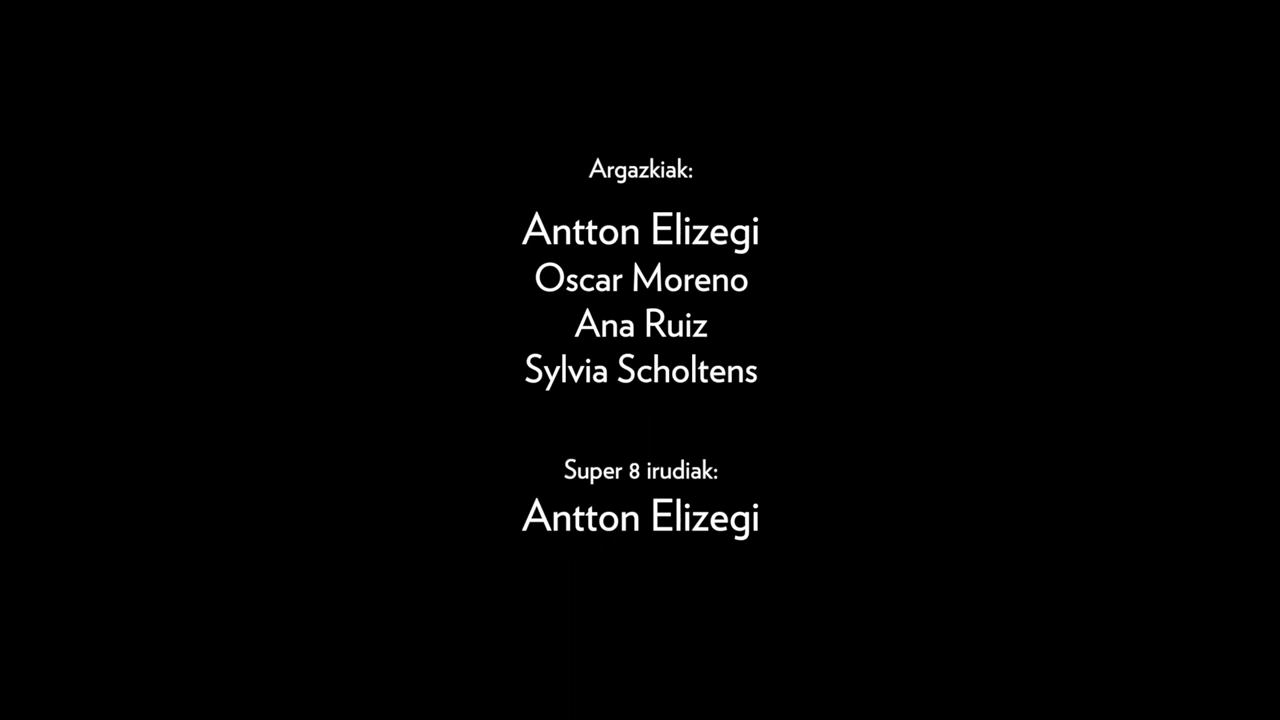 Argazkiak:
Antton Elizegi
Oscar Moreno
Ana Ruiz
Sylvia Scholtens
Super 8 irudiak:
Antton Elizegi